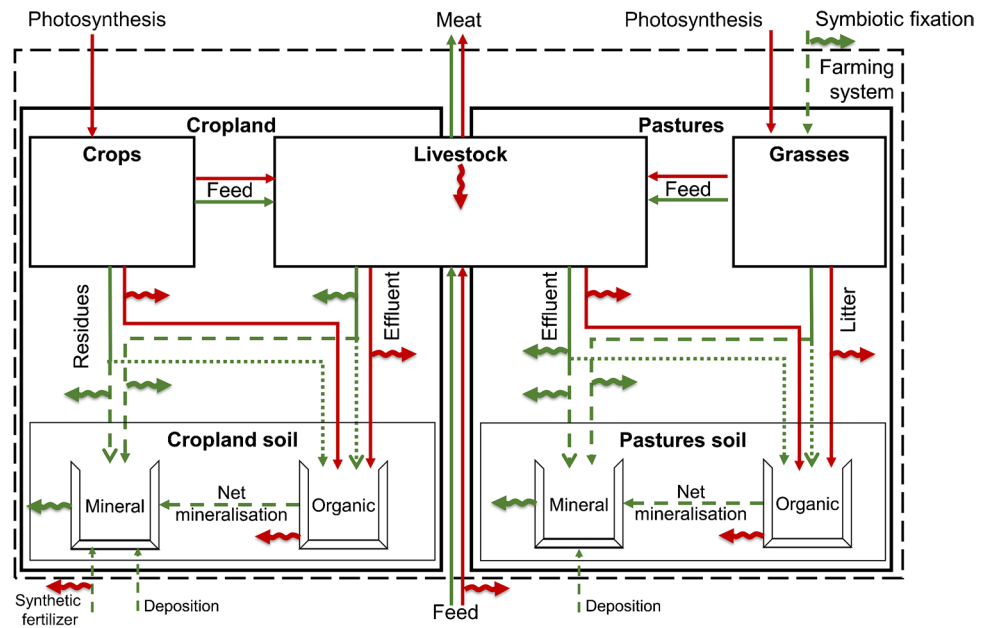 Photosynthesis
Meat
Photosynthesis
Symbiotic fixation
Farming
system
Cropland
Pastures
Crops
Livestock
Grasses
Feed
Feed
Residues
Effluent
Effluent
Litter
Cropland soil
Pastures soil
Mineral
Net
mineralisation
Organic
Mineral
Net
mineralisation
Organic
Synthetic
fertilizer
Deposition
Feed
Deposition